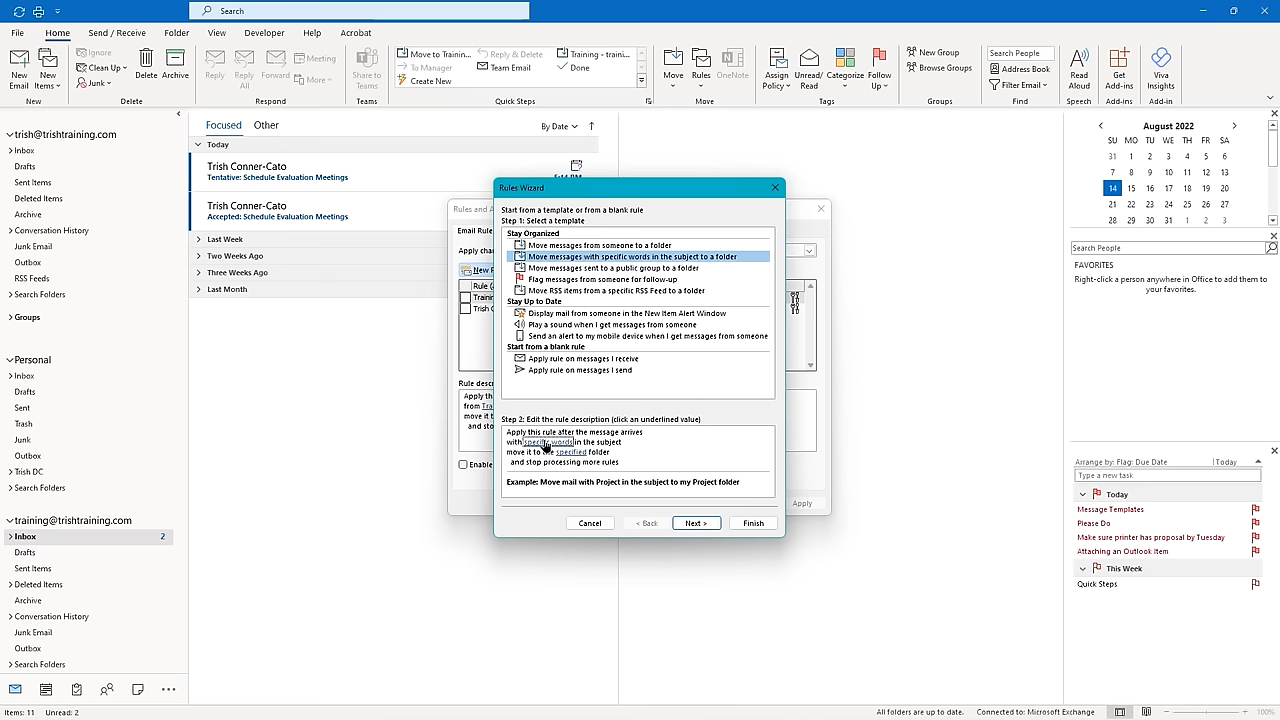 Search
File
Home
Send / Receive
Folder
View
Developer
Help
Acrobat
New Email
New Items
New
Ignore
Clean Up
Junk
Delete
Archive
Delete
Reply
Reply All
Forward
Meeting
More
Respond
Share to Teams
Teams
Move to Trainin...
To Manager
Create New
Reply & Delete
Team Email
Training - traini...
Done
Quick Steps
Move
Rules
OneNote
Move
Assign Policy
Unread/ Read
Categorize
Follow Up
Tags
New Group
Browse Groups
Groups
Search People
Address Book
Filter Email
Find
Read Aloud
Speech
Get Add-ins
Add-ins
Viva Insights
Add-in
trish@trishtraining.com
Inbox
Drafts
Sent Items
Deleted Items
Archive
Conversation History
Junk Email
Outbox
RSS Feeds
Search Folders
Groups
Personal
Inbox
Drafts
Sent
Trash
Junk
Outbox
Trish DC
Search Folders
training@trishtraining.com
Inbox 2
Drafts
Sent Items
Deleted Items
Archive
Conversation History
Junk Email
Outbox
Search Folders
Focused
Other
By Date
Today
Trish Conner-Cato
Tentative: Schedule Evaluation Meetings
Trish Conner-Cato
Accepted: Schedule Evaluation Meetings
Last Week
Two Weeks Ago
Three Weeks Ago
Last Month
Rules and A
Email Rule
Apply chan
New R
Rule (
Trainin
Trish C
Rule descr
Apply th
from Tra
move it t
and sto
Enable
Apply
Rules Wizard
Start from a template or from a blank rule
Step 1: Select a template
Stay Organized
Move messages from someone to a folder
Move messages with specific words in the subject to a folder
Move messages sent to a public group to a folder
Flag messages from someone for follow-up
Move RSS items from a specific RSS Feed to a folder
Stay Up to Date
Display mail from someone in the New Item Alert Window
Play a sound when I get messages from someone
Send an alert to my mobile device when I get messages from someone
Start from a blank rule
Apply rule on messages I receive
Apply rule on messages I send
Step 2: Edit the rule description (click an underlined value)
Apply this rule after the message arrives
with specific words in the subject
move it to the specified folder
and stop processing more rules
Example: Move mail with Project in the subject to my Project folder
Cancel
< Back
Next >
Finish
August 2022
SU MO TU WE TH FR SA
31 1 2 3 4 5 6
7 8 9 10 11 12 13
14 15 16 17 18 19 20
21 22 23 24 25 26 27
28 29 30 31 1 2 3
Search People
FAVORITES
Right-click a person anywhere in Office to add them to your favorites.
Arrange by: Flag: Due Date
Today
Type a new task
Today
Message Templates
Please Do
Make sure printer has proposal by Tuesday
Attaching an Outlook Item
This Week
Quick Steps
Items: 11
Unread: 2
All folders are up to date.
Connected to: Microsoft Exchange
100%